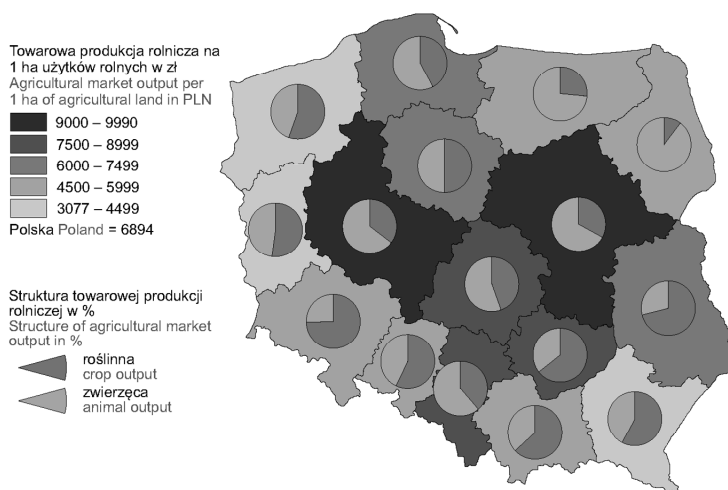 Towarowa produkcja rolnicza na
1 ha użytków rolnych w zł
Agricultural market output per
1 ha of agricultural land in PLN
9000 – 9990
7500 – 8999
6000 – 7499
4500 – 5999
3077 – 4499
Polska Poland = 6894
Struktura towarowej produkcji
rolniczej w %
Structure of agricultural market
output in %
roślinna
crop output
zwierzęca
animal output